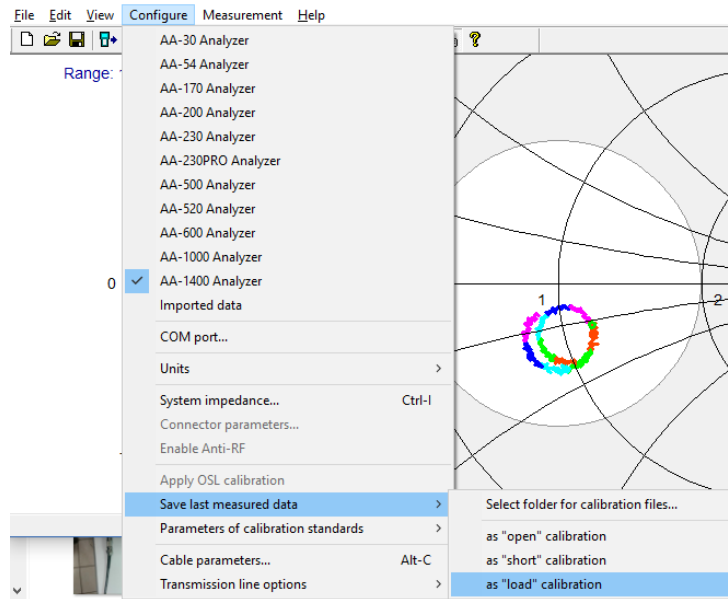 File Edit View Configure Measurement Help
Range:
AA-30 Analyzer
AA-54 Analyzer
AA-170 Analyzer
AA-200 Analyzer
AA-230 Analyzer
AA-230PRO Analyzer
AA-500 Analyzer
AA-520 Analyzer
AA-600 Analyzer
AA-1000 Analyzer
0
AA-1400 Analyzer
Imported data
COM port...
Units
System impedance... Ctrl-I
Connector parameters...
Enable Anti-RF
Apply OSL calibration
Save last measured data
Parameters of calibration standards
Cable parameters... Alt-C
Transmission line options
1
2
Select folder for calibration files...
as "open" calibration
as "short" calibration
as "load" calibration